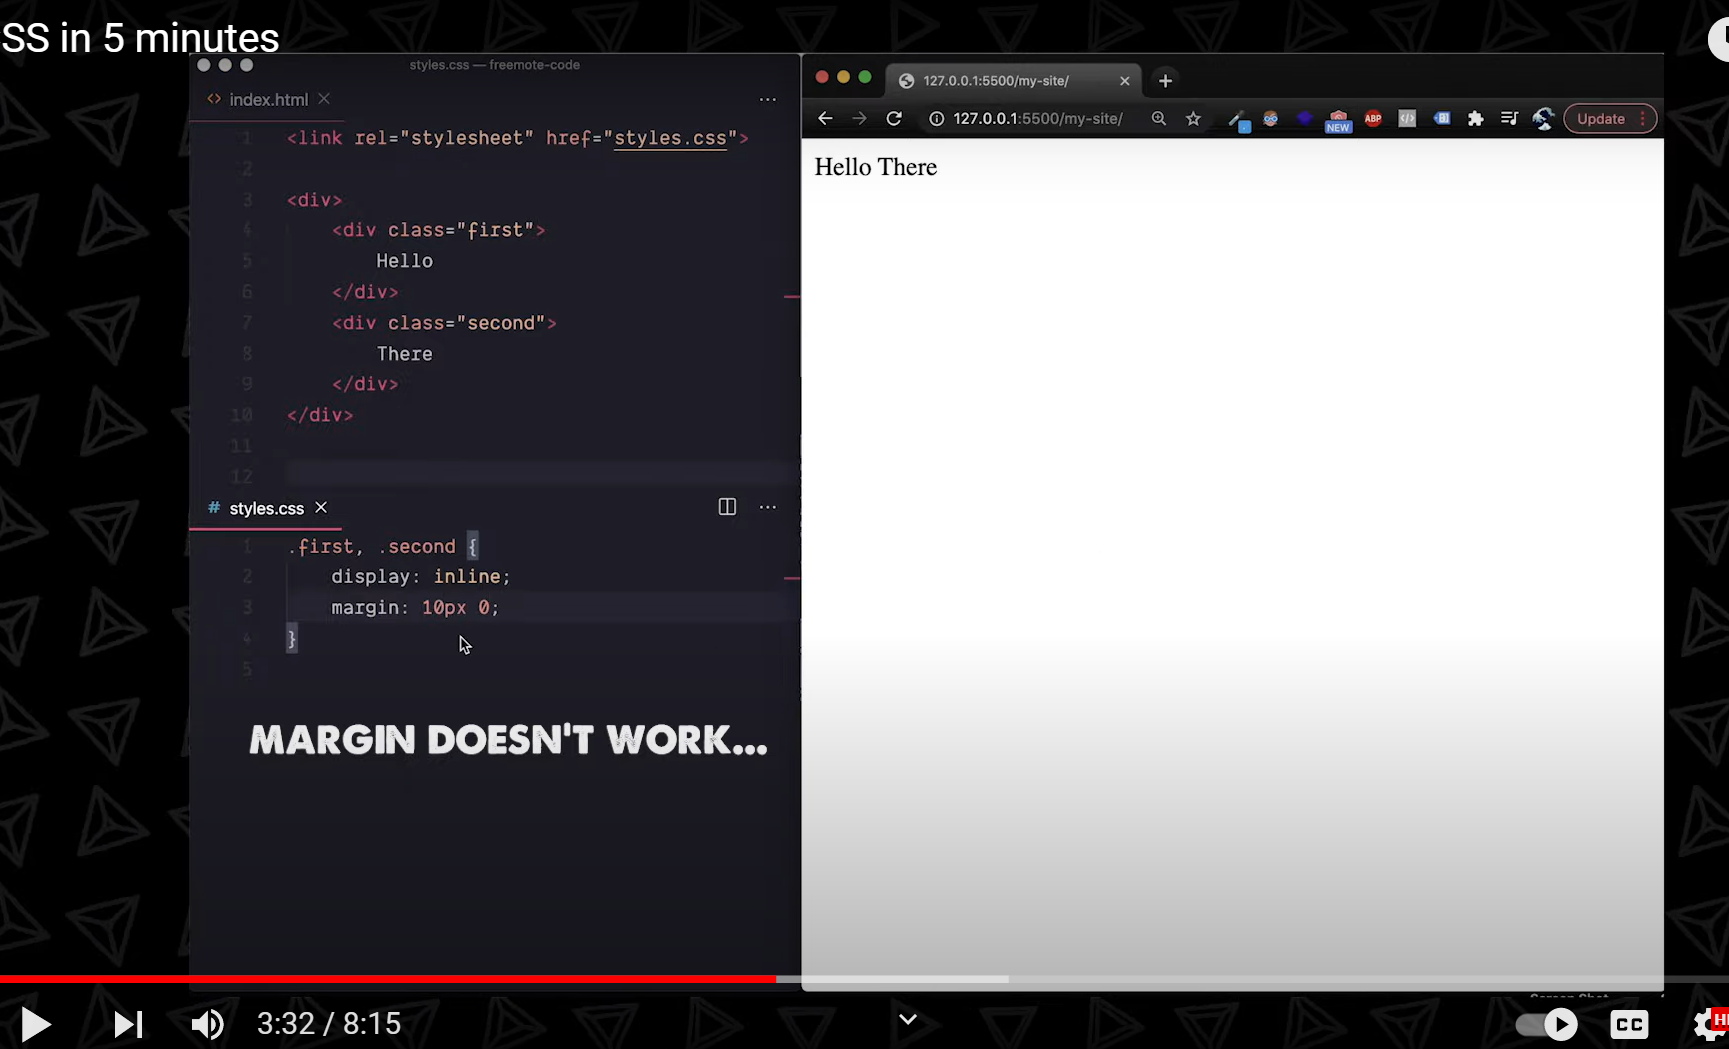 SS in 5 minutes
styles.css — freemote-code
index.html
127.0.0.1:5500/my-site/
127.0.0.1:5500/my-site/
NEW
ABP
Update
1 <link rel="stylesheet" href="styles.css">
2
3 <div>
4 <div class="first">
5 Hello
6 </div>
7 <div class="second">
8 There
9 </div>
10 </div>
11
12
Hello There
# styles.css
1 .first, .second {
2 display: inline;
3 margin: 10px 0;
4 }
5
MARGIN DOESN'T WORK...
3:32 / 8:15
CC